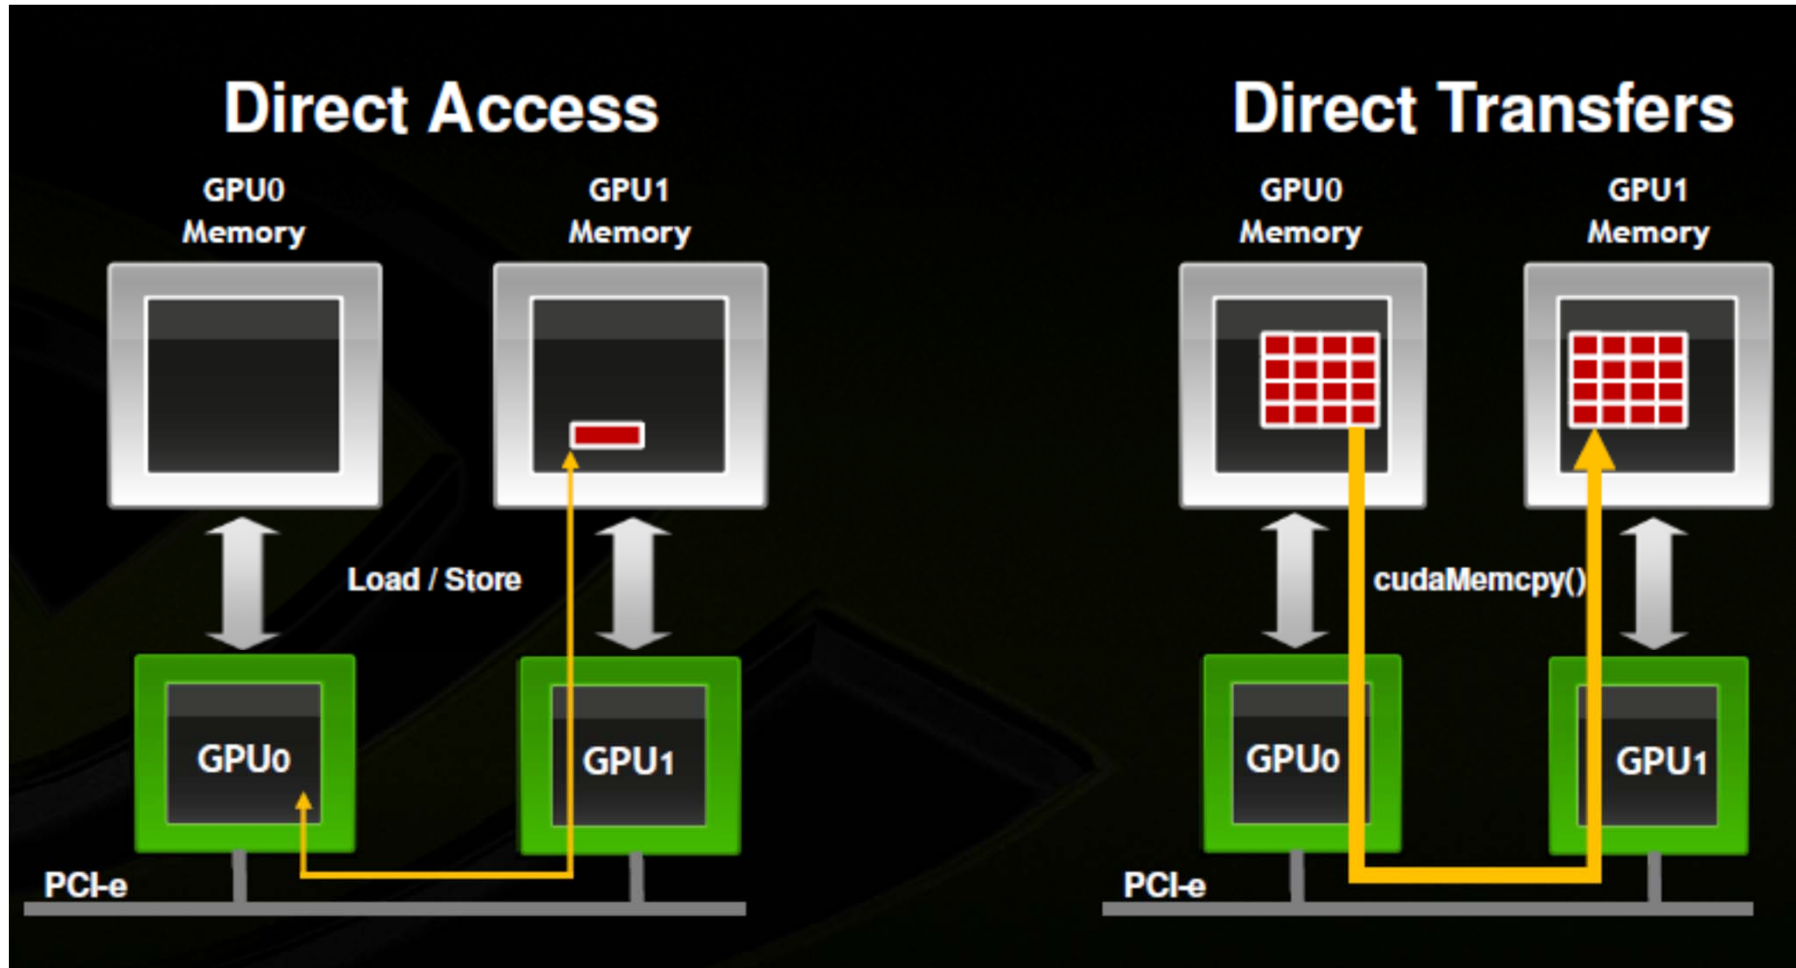 Direct Access
GPU0
Memory
GPU1
Memory
Load / Store
GPU0
GPU1
PCI-e
Direct Transfers
GPU0
Memory
GPU1
Memory
cudaMemcpy()
GPU0
GPU1
PCI-e